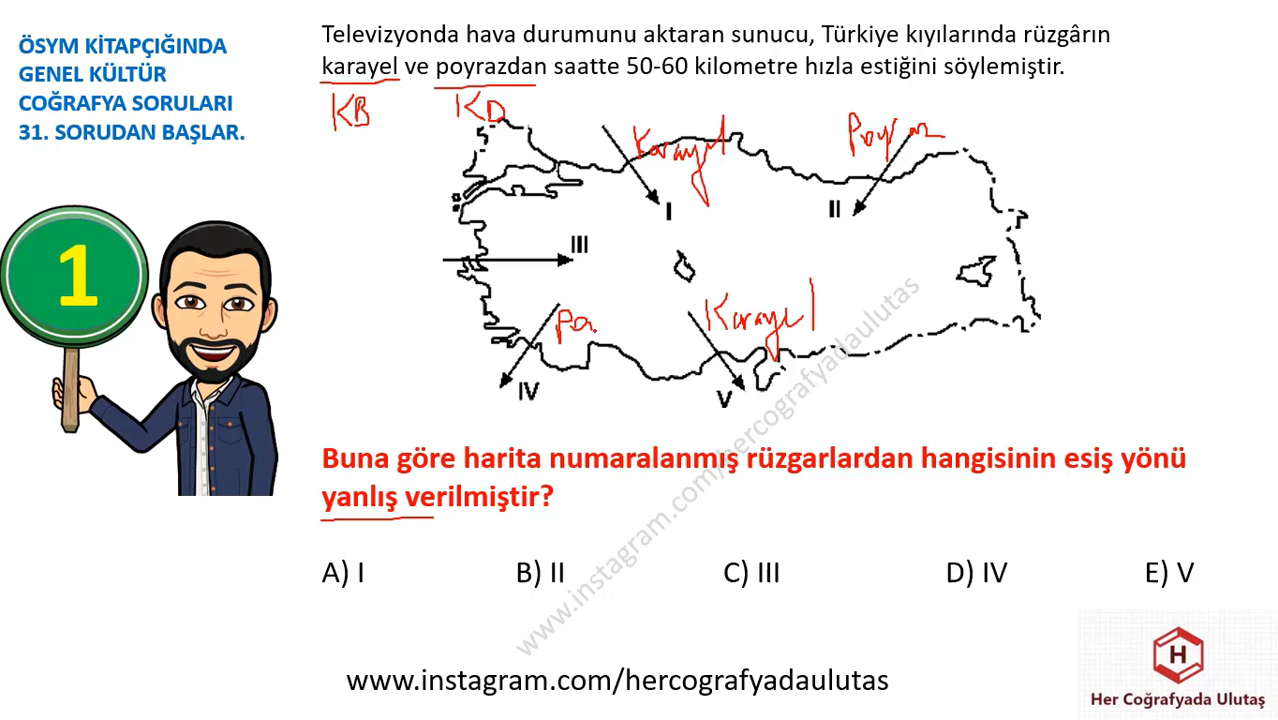 ÖSYM KİTAPÇIĞINDA
GENEL KÜLTÜR
COĞRAFYA SORULARI
31. SORUDAN BAŞLAR.
1
Televizyonda hava durumunu aktaran sunucu, Türkiye kıyılarında rüzgârın
karayel ve poyrazdan saatte 50-60 kilometre hızla estiğini söylemiştir.
KB KD
Karayel Poyraz
I II
III
Po Karayel
IV V
Buna göre harita numaralanmış rüzgarlardan hangisinin esiş yönü
yanlış verilmiştir?
A) I B) II C) III D) IV E) V
www.instagram.com/hercografyadaulutas
www.instagram.com/hercografyadaulutas
H
Her Coğrafyada Ulutaş